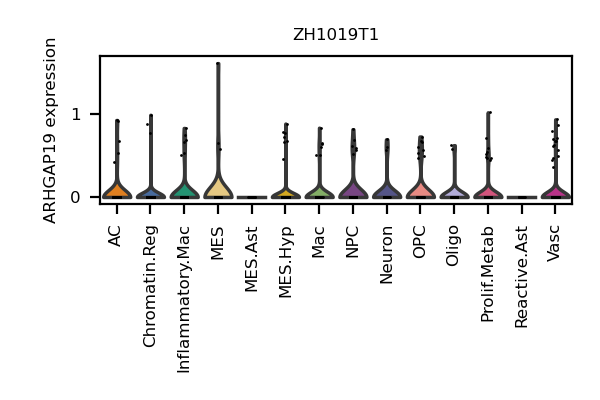 ZH1019T1
ARHGAP19 expression
1
0
AC
Chromatin.Reg
Inflammatory.Mac
MES
MES.Ast
MES.Hyp
Mac
NPC
Neuron
OPC
Oligo
Prolif.Metab
Reactive.Ast
Vasc